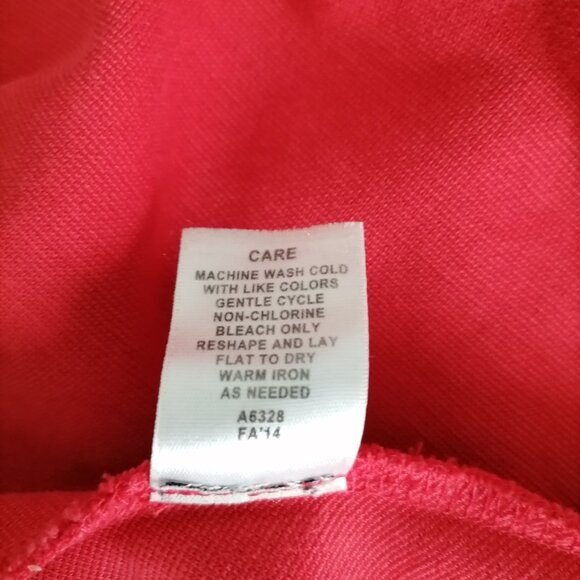 CARE
MACHINE WASH COLD
WITH LIKE COLORS
GENTLE CYCLE
NON-CHLORINE
BLEACH ONLY
RESHAPE AND LAY
FLAT TO DRY
WARM IRON
AS NEEDED
A6328
FA'14